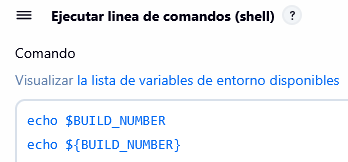 Ejecutar linea de comandos (shell) ?
Comando
Visualizar la lista de variables de entorno disponibles
echo $BUILD_NUMBER
echo ${BUILD_NUMBER}